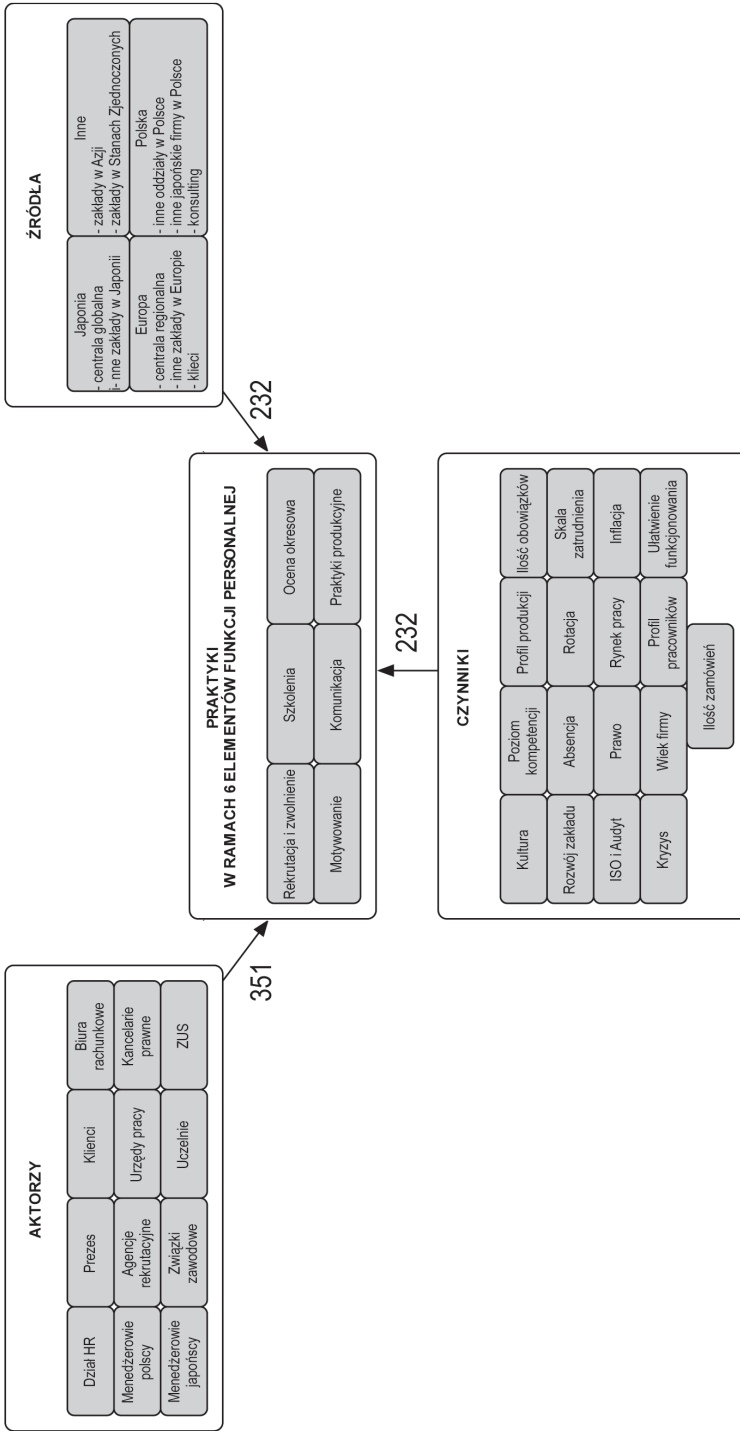 AKTORZY
Dział HR
Prezes
Klienci
Biura
rachunkowe
Menedżerowie
polscy
Agencje
rekrutacyjne
Urzędy pracy
Kancelarie
prawne
Menedżerowie
japońscy
Związki
zawodowe
Uczelnie
ZUS
351
PRAKTYKI
W RAMACH 6 ELEMENTÓW FUNKCJI PERSONALNEJ
Rekrutacja i zwolnienie
Szkolenia
Ocena okresowa
Motywowanie
Komunikacja
Praktyki produkcyjne
232
ŹRÓDŁA
Japonia
- centrala globalna
i- nne zakłady w Japonii
Inne
- zakłady w Azji
- zakłady w Stanach Zjednoczonych
Europa
- centrala regionalna
- inne zakłady w Europie
- klieci
Polska
- inne oddziały w Polsce
- inne japońskie firmy w Polsce
- konsulting
232
CZYNNIKI
Kultura
Poziom
kompetencji
Profil produkcji
Ilość obowiązków
Rozwój zakładu
Absencja
Rotacja
Skala
zatrudnienia
ISO i Audyt
Prawo
Rynek pracy
Inflacja
Kryzys
Wiek firmy
Profil
pracowników
Ułatwienie
funkcjonowania
Ilość zamówień